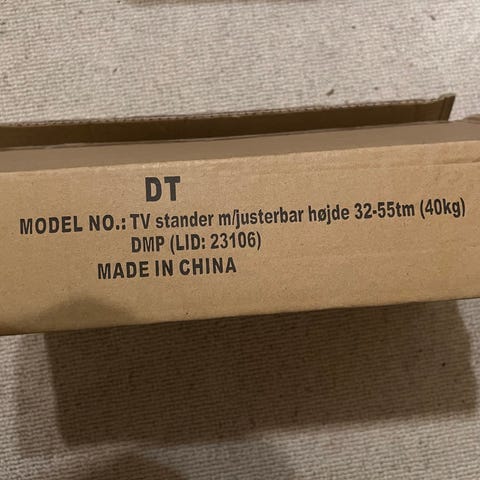 DT
MODEL NO.: TV stander m/justerbar højde 32-55tm (40kg)
DMP (LID: 23106)
MADE IN CHINA